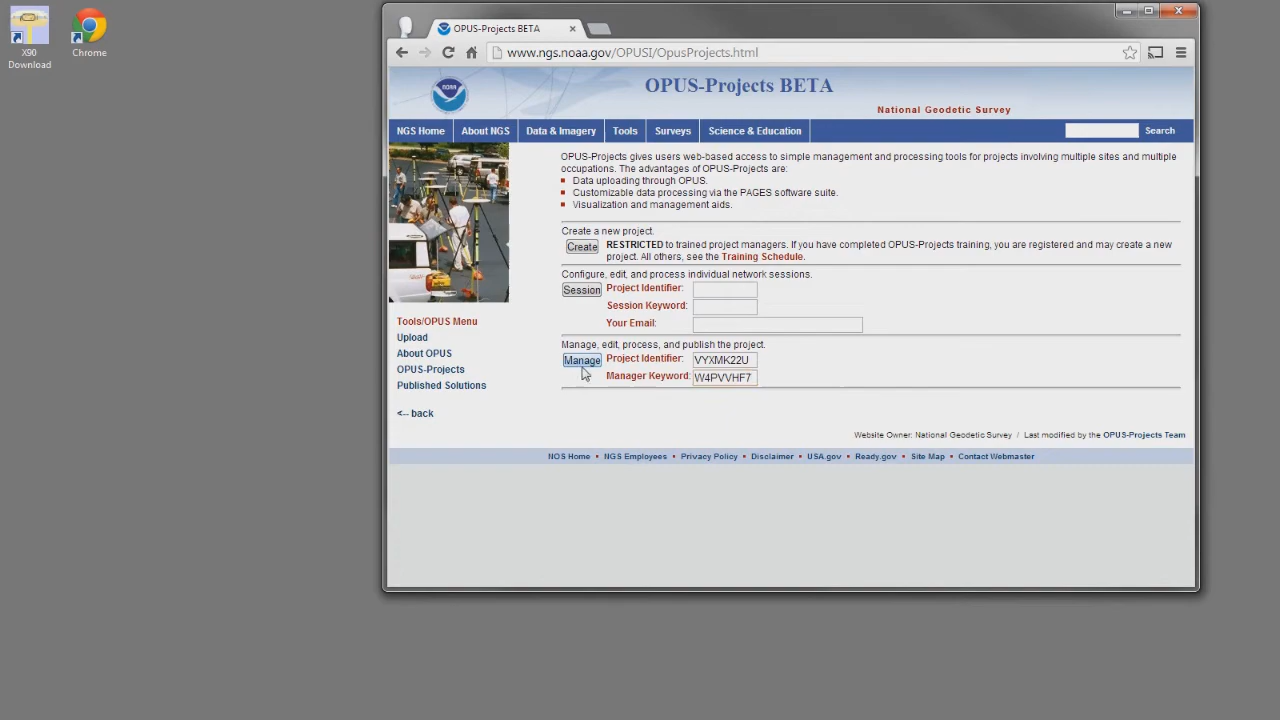 X90
Download
Chrome
OPUS-Projects BETA
www.ngs.noaa.gov/OPUSI/OpusProjects.html
NOAA
OPUS-Projects BETA
National Geodetic Survey
NGS Home About NGS Data & Imagery Tools Surveys Science & Education Search
OPUS-Projects gives users web-based access to simple management and processing tools for projects involving multiple sites and multiple
occupations. The advantages of OPUS-Projects are:
Data uploading through OPUS.
Customizable data processing via the PAGES software suite.
Visualization and management aids.
Create a new project.
Create RESTRICTED to trained project managers. If you have completed OPUS-Projects training, you are registered and may create a new
project. All others, see the Training Schedule.
Configure, edit, and process individual network sessions.
Session Project Identifier:
Session Keyword:
Your Email:
Manage, edit, process, and publish the project.
Manage Project Identifier: VYXMK22U
Manager Keyword: W4PVVHF7
Tools/OPUS Menu
Upload
About OPUS
OPUS-Projects
Published Solutions
<-- back
Website Owner: National Geodetic Survey / Last modified by the OPUS-Projects Team
NOS Home • NGS Employees • Privacy Policy • Disclaimer • USA.gov • Ready.gov • Site Map • Contact Webmaster